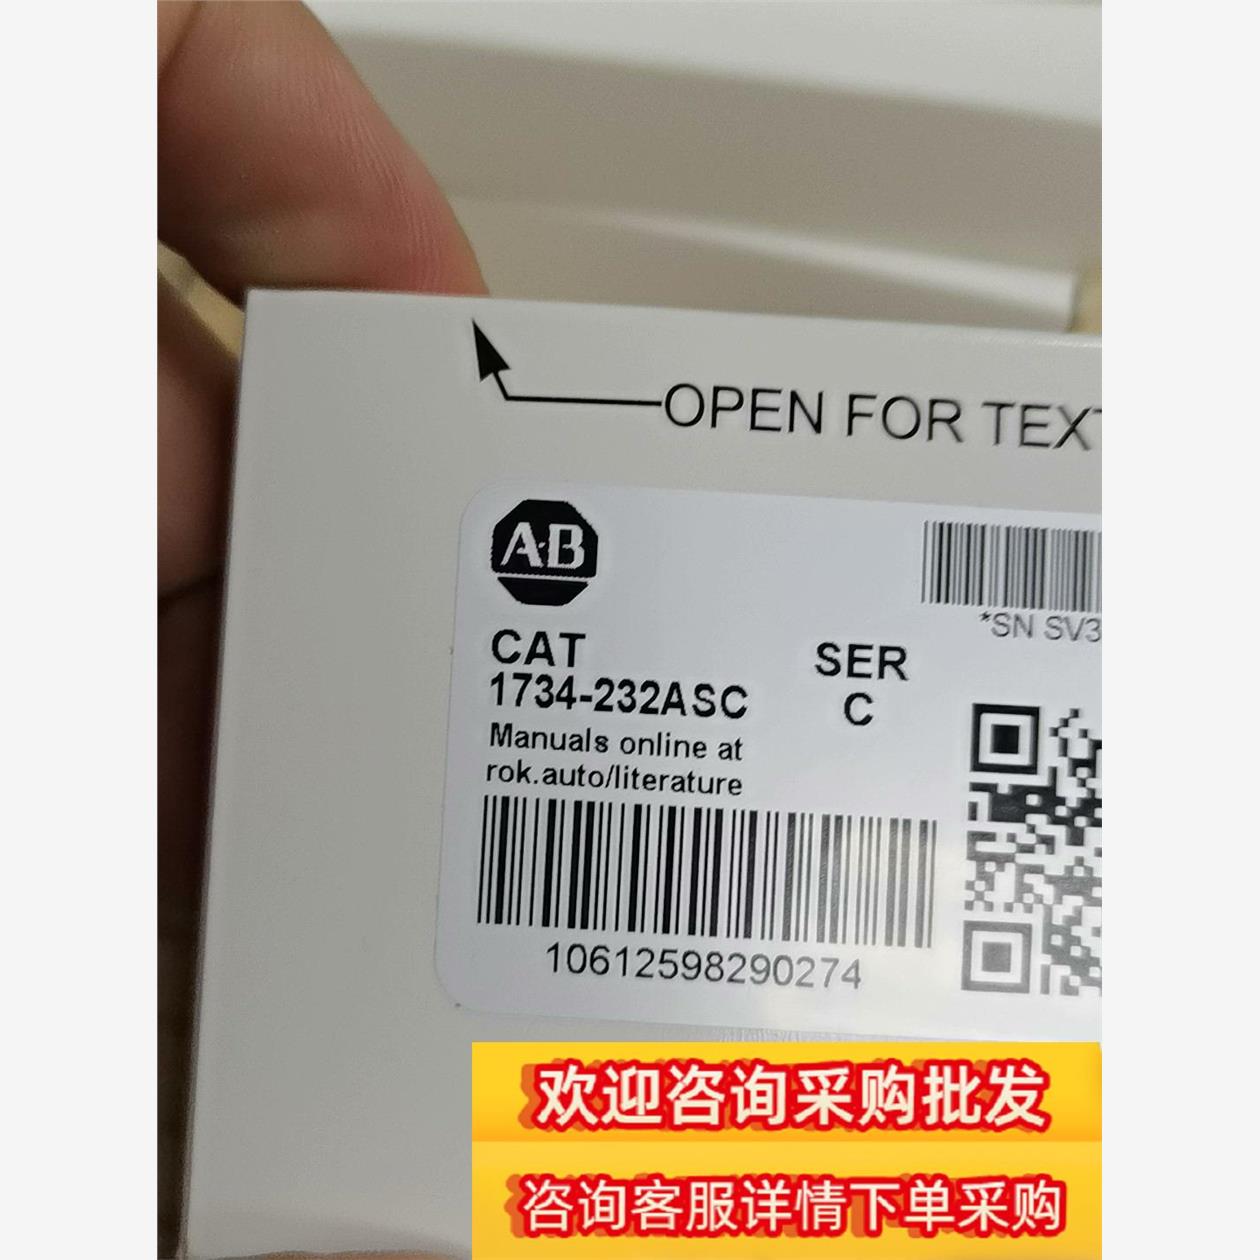 OPEN FOR TEXT
A·B
*SN SV3
CAT
1734-232ASC
SER
C
Manuals online at
rok.auto/literature
10612598290274
欢迎咨询采购批发
咨询客服详情下单采购